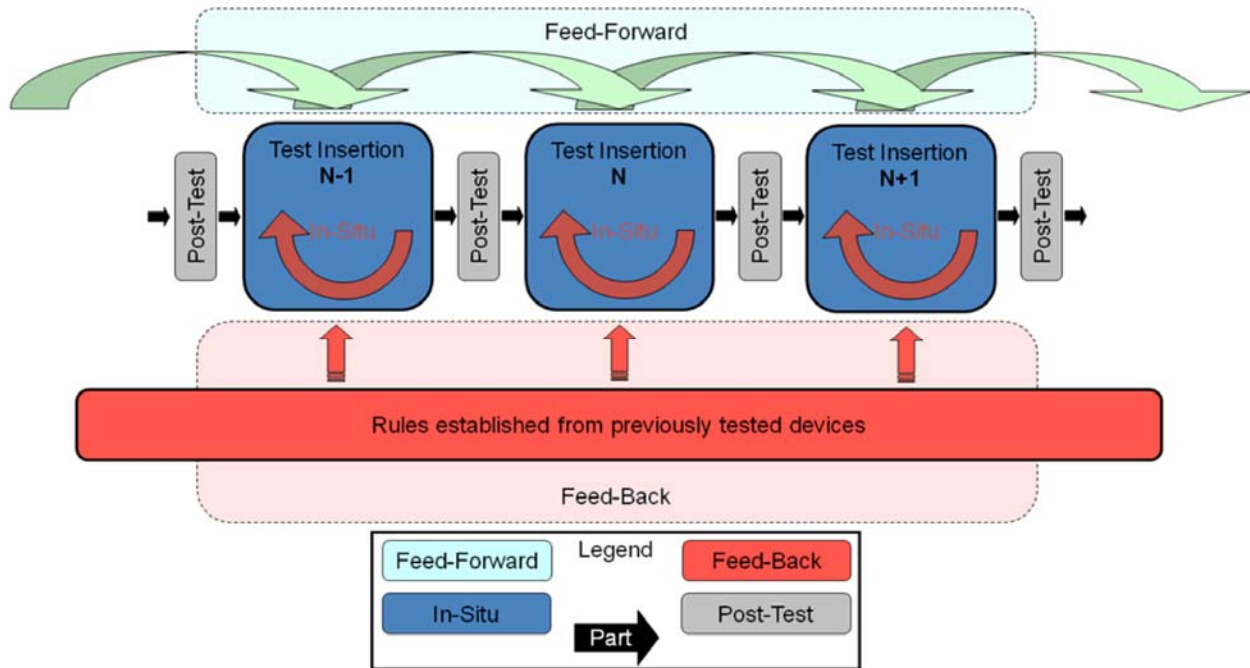 Feed-Forward
Test Insertion
N-1
In-Situ
Test Insertion
N
In-Situ
Test Insertion
N+1
In-Situ
Post-Test
Post-Test
Post-Test
Post-Test
Rules established from previously tested devices
Feed-Back
Legend
Feed-Forward
Feed-Back
In-Situ
Part
Post-Test